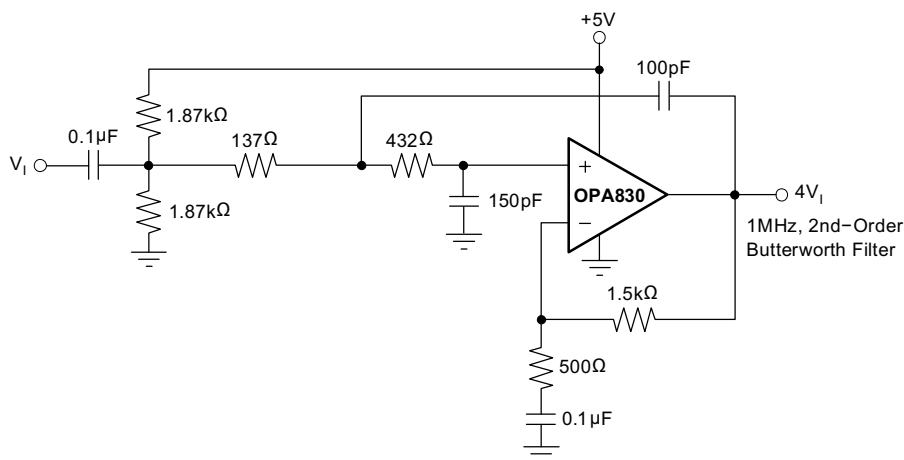 +5V
100pF
1.87kΩ
0.1µF
137Ω
432Ω
V_I
150pF
OPA830
+
−
4V_I
1.87kΩ
1MHz, 2nd−Order
Butterworth Filter
1.5kΩ
500Ω
0.1µF